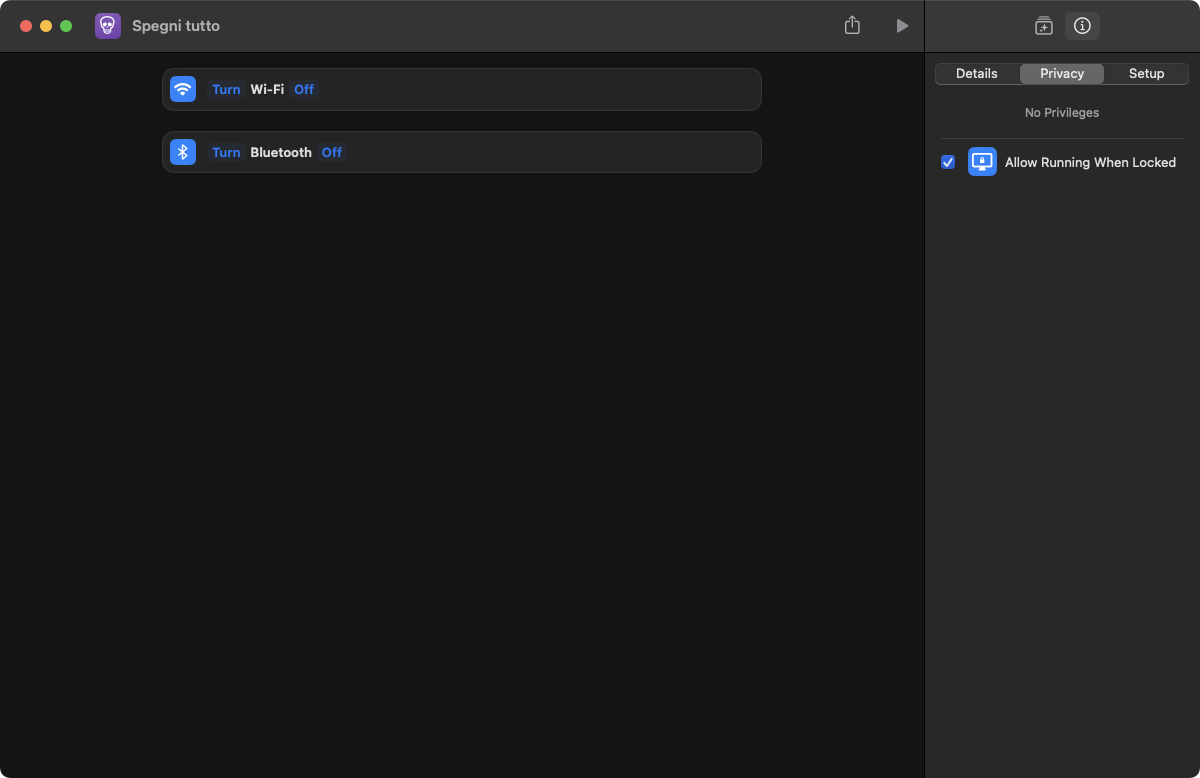 Spegni tutto
Turn Wi-Fi Off
Turn Bluetooth Off
Details Privacy Setup
No Privileges
Allow Running When Locked